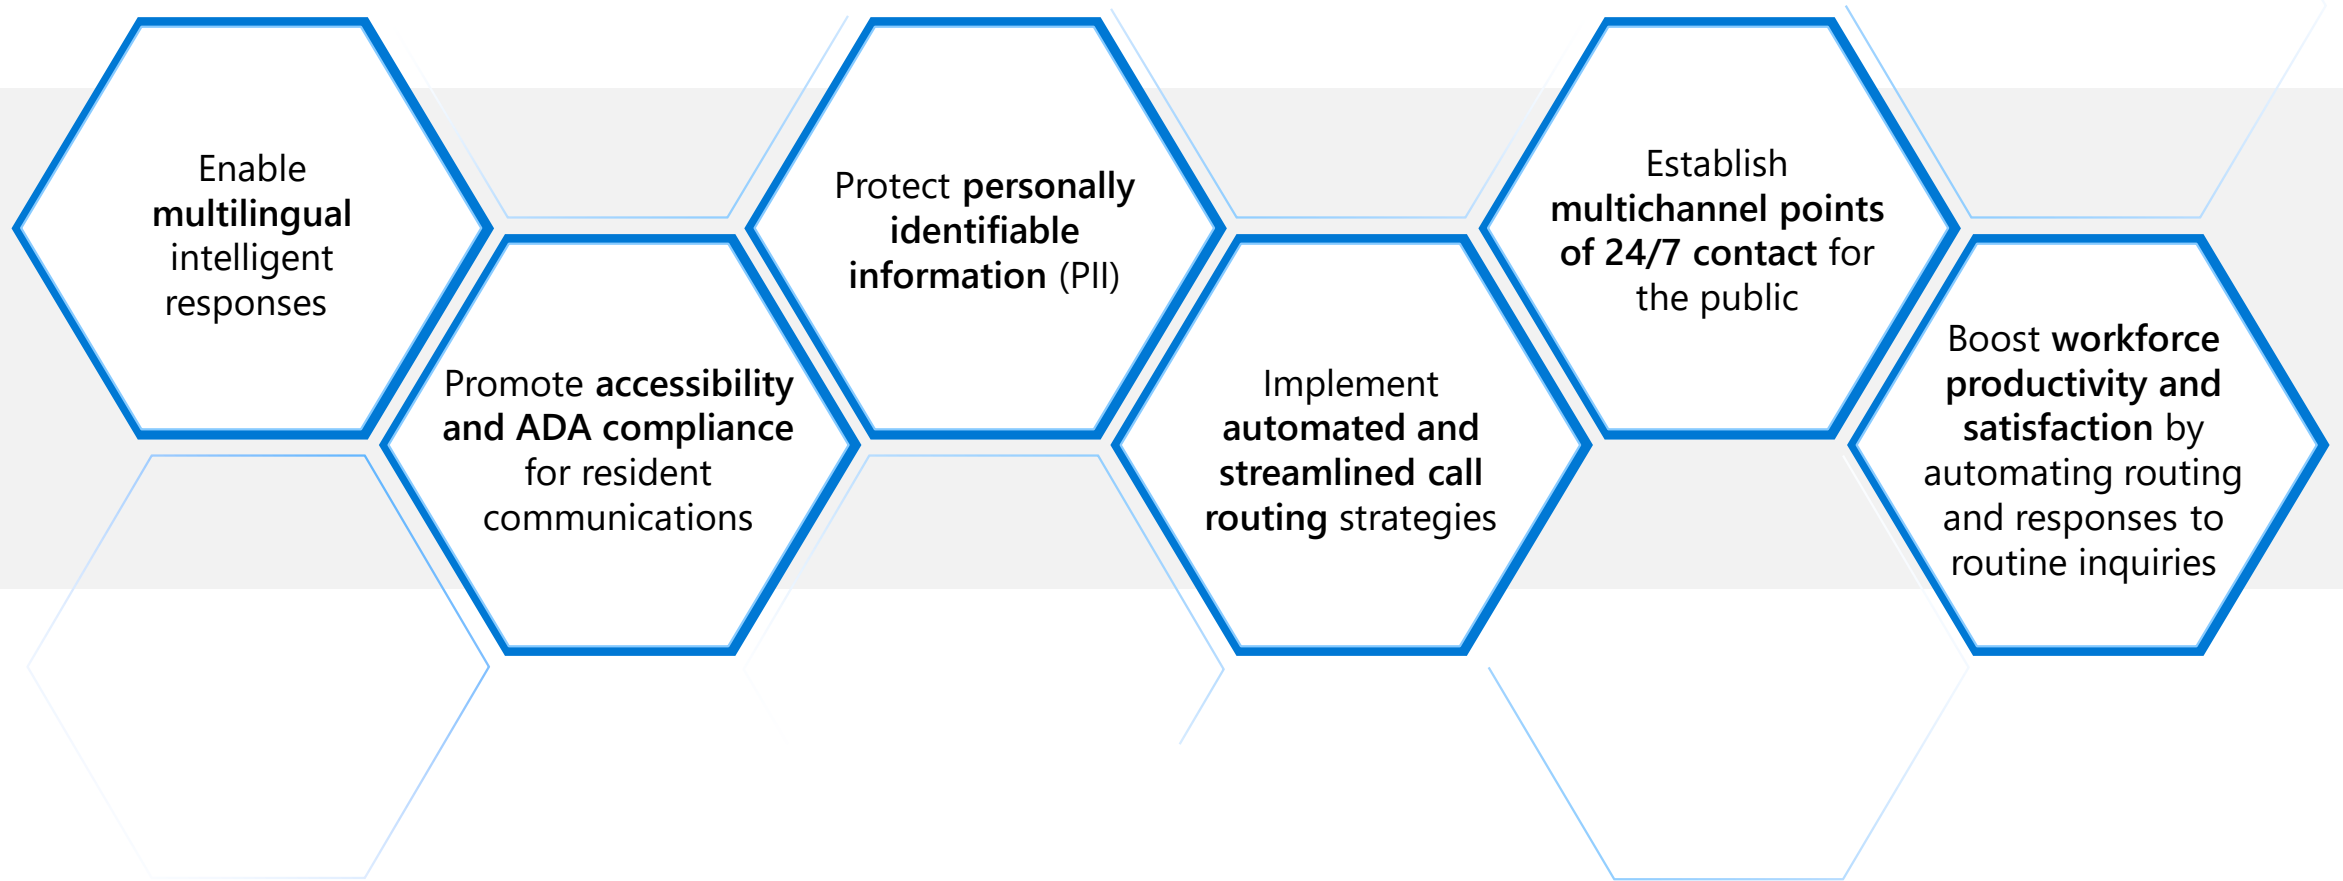 Enable
multilingual
intelligent
responses
Promote accessibility
and ADA compliance
for resident
communications
Protect personally
identifiable
information (PII)
Implement
automated and
streamlined call
routing strategies
Establish
multichannel points
of 24/7 contact for
the public
Boost workforce
productivity and
satisfaction by
automating routing
and responses to
routine inquiries